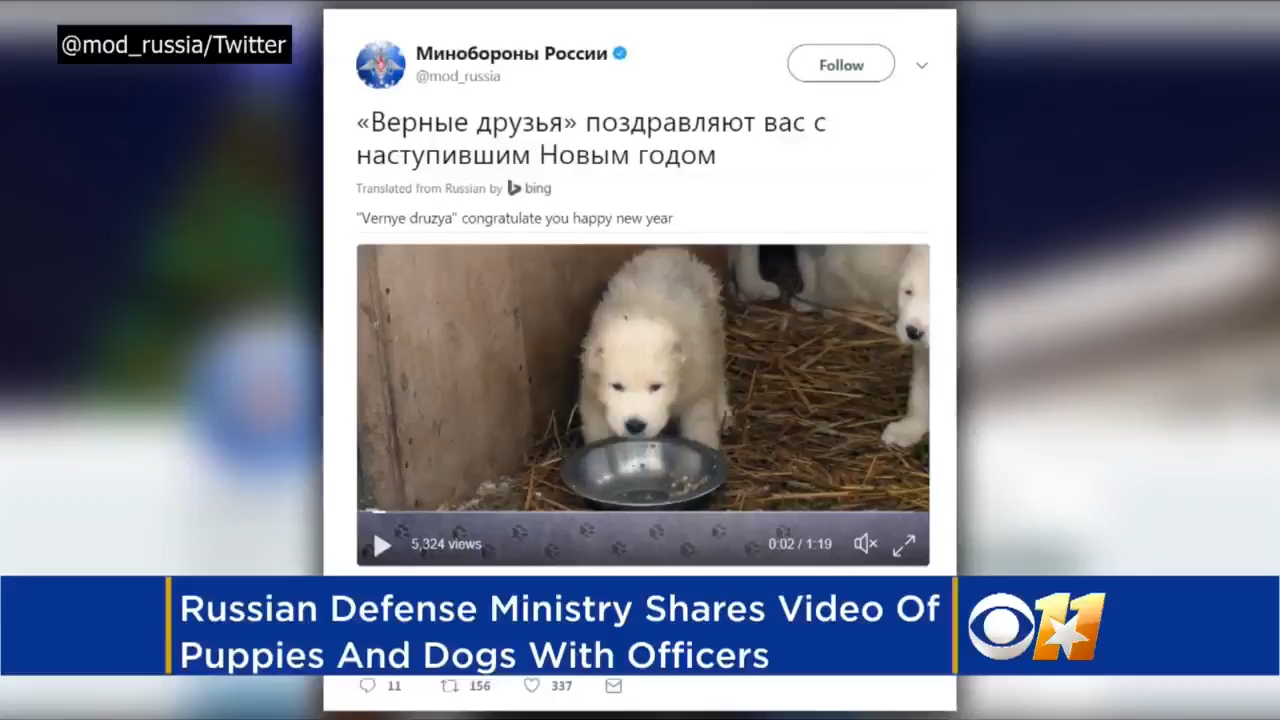 @mod_russia/Twitter
Минобороны России
@mod_russia
Follow
«Верные друзья» поздравляют вас с
наступившим Новым годом
Translated from Russian by bing
"Vernye druzya" congratulate you happy new year
5,324 views
0:02 / 1:19
Russian Defense Ministry Shares Video Of
Puppies And Dogs With Officers
11
11 156 337